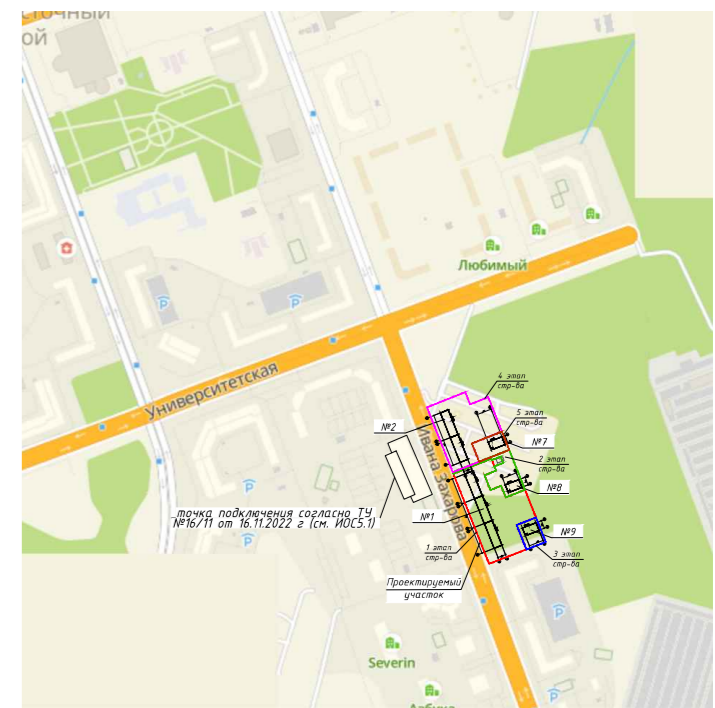 ой
Любимый
Университетская
Ивана Захарова
4 этап
стр-ва
5 этап
стр-ва
№2
№7
2 этап
стр-ва
№8
точка подключения согласно ТУ
№16/11 от 16.11.2022 г (см. ИОС5.1)
№1
№9
1 этап
стр-ва
3 этап
стр-ва
Проектируемый
участок
Severin
P
P
P
P
P